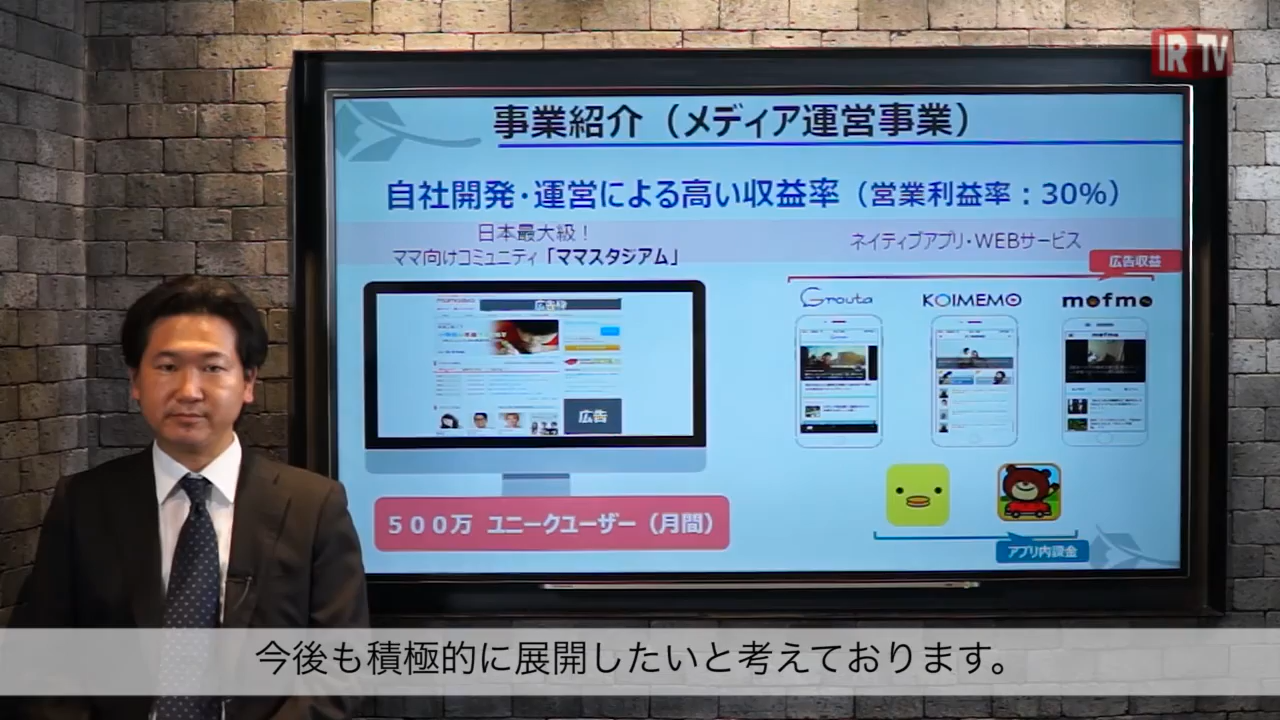 IR TV
事業紹介（メディア運営事業）
自社開発・運営による高い収益率（営業利益率：30%）
日本最大級！
ママ向けコミュニティ「ママスタジアム」
ネイティブアプリ・WEBサービス
広告収益
Grouta
KOIMEMO
mofmo
広告枠
広告
５００万 ユニークユーザー（月間）
アプリ内課金
今後も積極的に展開したいと考えております。